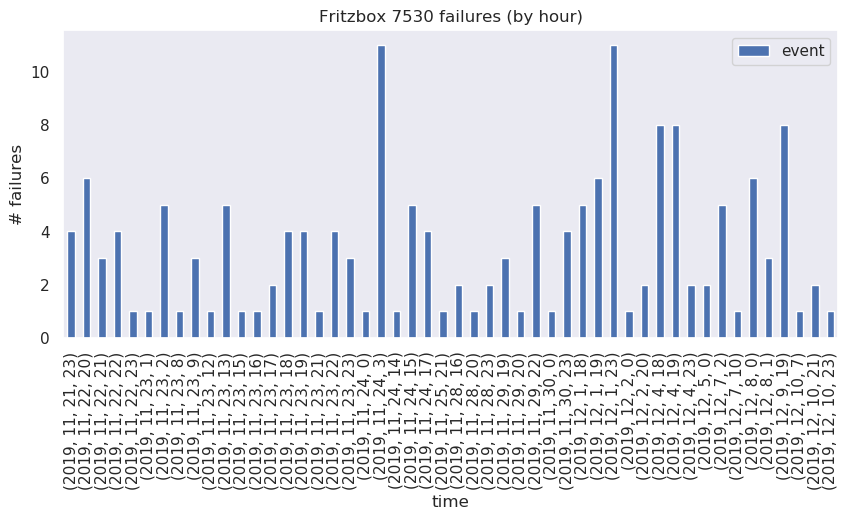 Fritzbox 7530 failures (by hour)
event
# failures
10
8
6
4
2
0
(2019, 11, 21, 23)
(2019, 11, 22, 20)
(2019, 11, 22, 21)
(2019, 11, 22, 22)
(2019, 11, 22, 23)
(2019, 11, 23, 1)
(2019, 11, 23, 2)
(2019, 11, 23, 8)
(2019, 11, 23, 9)
(2019, 11, 23, 12)
(2019, 11, 23, 13)
(2019, 11, 23, 15)
(2019, 11, 23, 16)
(2019, 11, 23, 17)
(2019, 11, 23, 18)
(2019, 11, 23, 19)
(2019, 11, 23, 21)
(2019, 11, 23, 22)
(2019, 11, 23, 23)
(2019, 11, 24, 0)
(2019, 11, 24, 3)
(2019, 11, 24, 14)
(2019, 11, 24, 15)
(2019, 11, 24, 17)
(2019, 11, 25, 21)
(2019, 11, 28, 16)
(2019, 11, 28, 20)
(2019, 11, 28, 23)
(2019, 11, 29, 19)
(2019, 11, 29, 20)
(2019, 11, 29, 22)
(2019, 11, 30, 0)
(2019, 11, 30, 23)
(2019, 12, 1, 18)
(2019, 12, 1, 19)
(2019, 12, 1, 23)
(2019, 12, 2, 0)
(2019, 12, 2, 20)
(2019, 12, 4, 18)
(2019, 12, 4, 19)
(2019, 12, 4, 23)
(2019, 12, 5, 0)
(2019, 12, 7, 2)
(2019, 12, 7, 10)
(2019, 12, 8, 0)
(2019, 12, 8, 1)
(2019, 12, 9, 19)
(2019, 12, 10, 7)
(2019, 12, 10, 21)
(2019, 12, 10, 23)
time